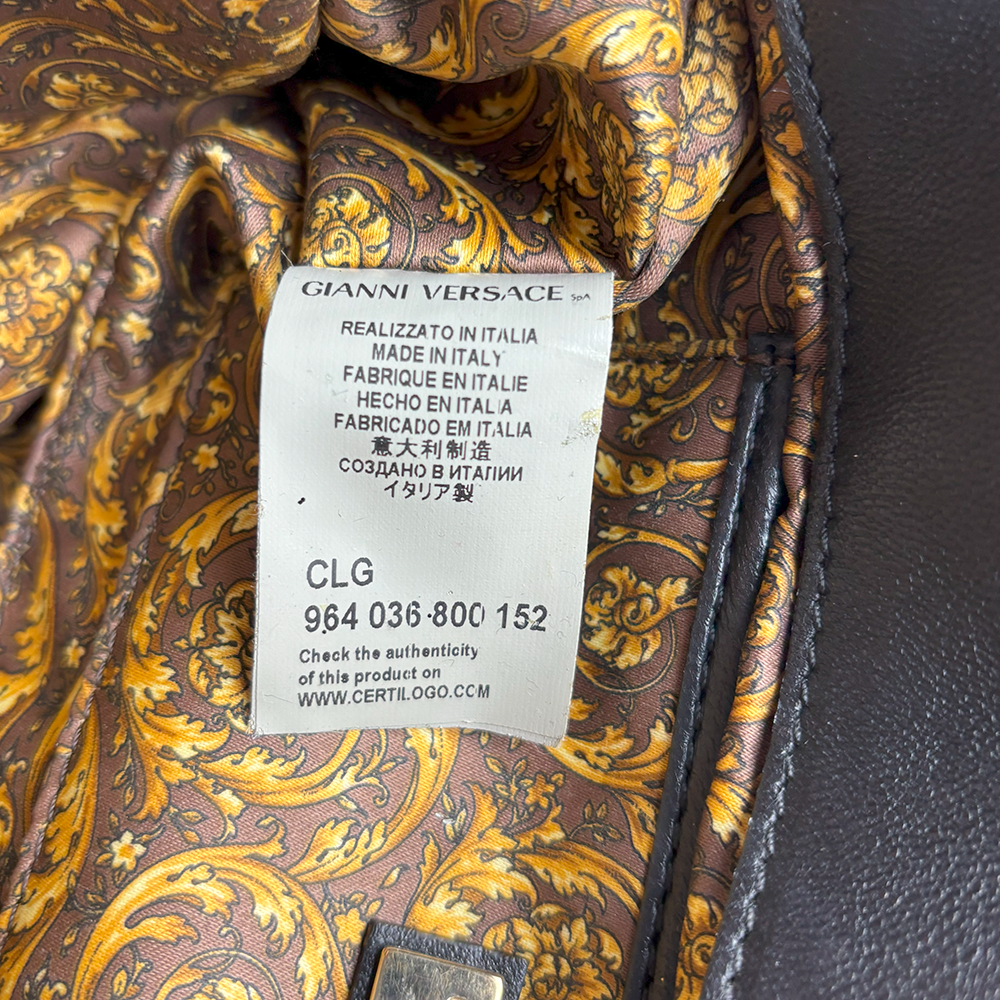 GIANNI VERSACE SpA
REALIZZATO IN ITALIA
MADE IN ITALY
FABRIQUE EN ITALIE
HECHO EN ITALIA
FABRICADO EM ITALIA
意大利制造
СОЗДАНО В ИТАЛИИ
イタリア製
CLG
964 036 800 152
Check the authenticity
of this product on
WWW.CERTILOGO.COM